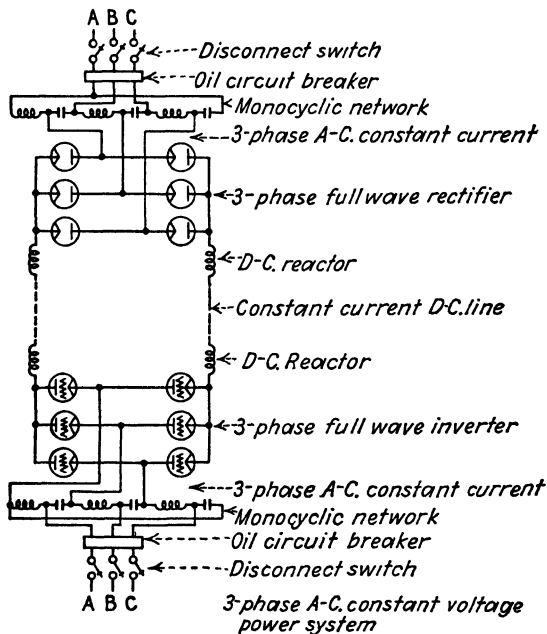 A B C
Disconnect switch
Oil circuit breaker
Monocyclic network
3-phase A-C. constant current
3-phase full wave rectifier
D-C. reactor
Constant current D-C. line
D-C. Reactor
3-phase full wave inverter
3-phase A-C. constant current
Monocyclic network
Oil circuit breaker
Disconnect switch
A B C
3-phase A-C. constant voltage
power system